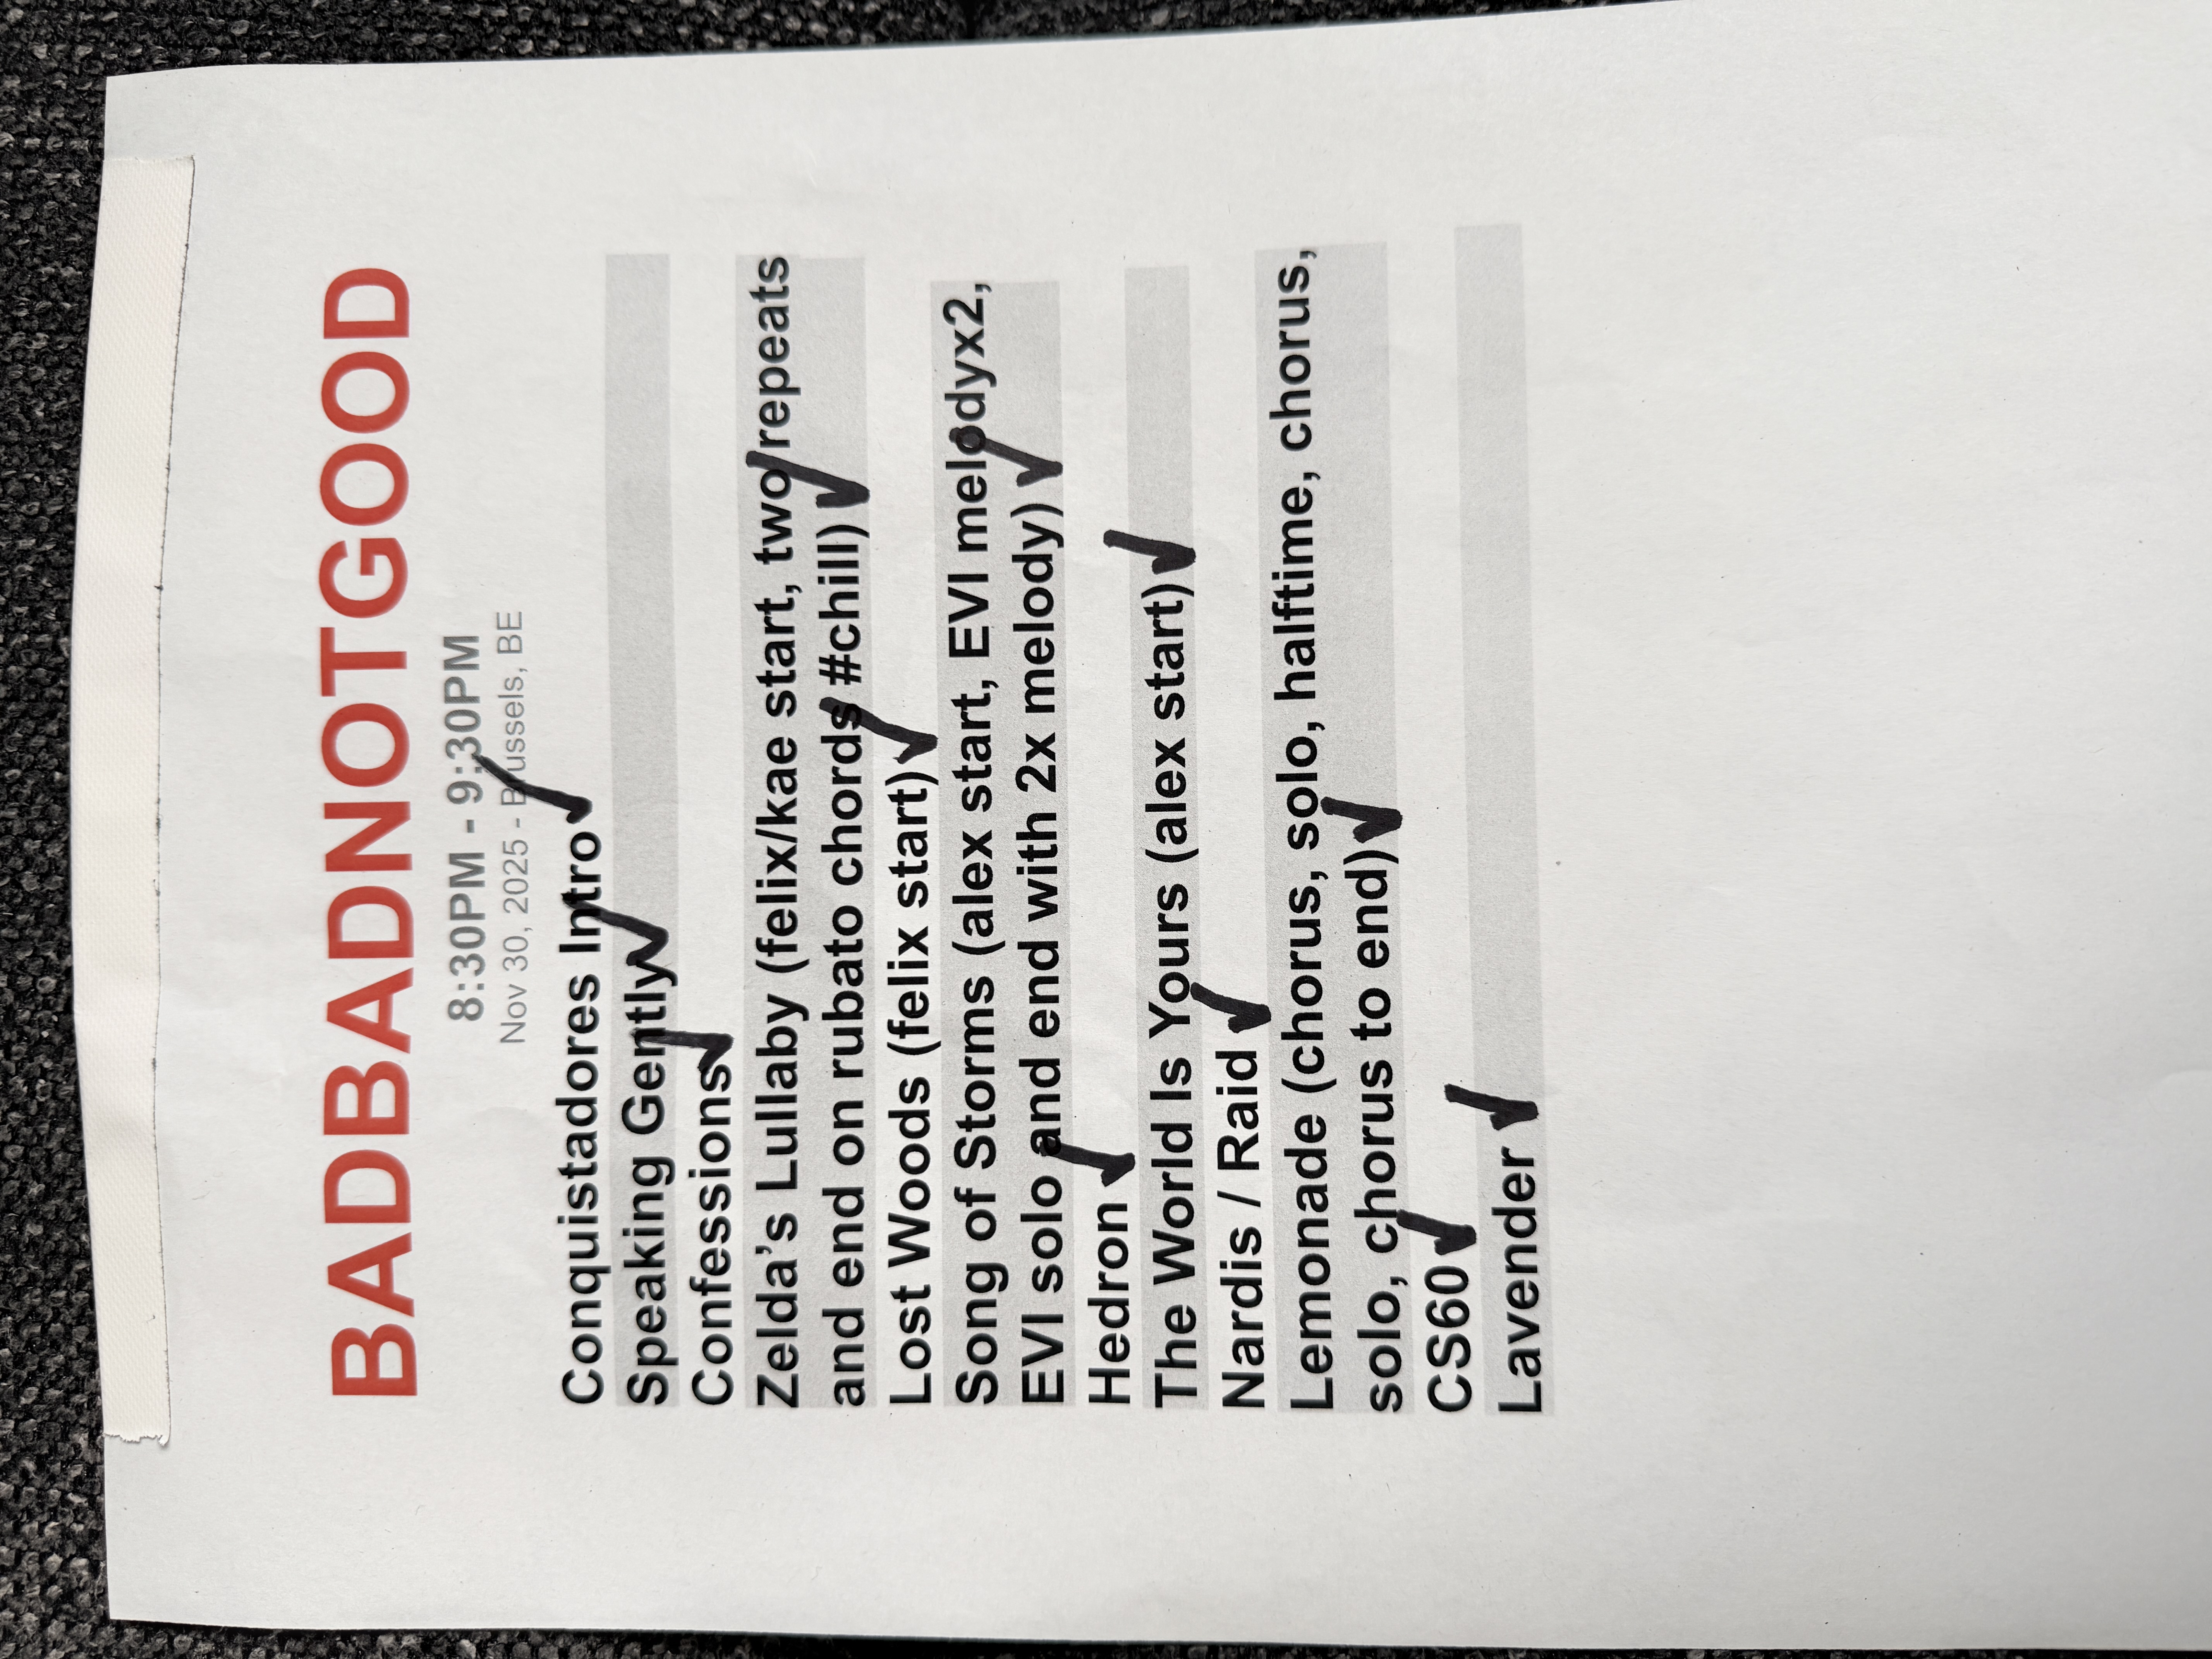 BADBADNOTGOOD
8:30PM - 9:30PM
Nov 30, 2025 - Brussels, BE
Conquistadores Intro
Speaking Gently
Confessions
Zelda’s Lullaby (felix/kae start, two repeats
and end on rubato chords #chill)
Lost Woods (felix start)
Song of Storms (alex start, EVI melodyx2,
EVI solo and end with 2x melody)
Hedron
The World Is Yours (alex start)
Nardis / Raid
Lemonade (chorus, solo, halftime, chorus,
solo, chorus to end)
CS60
Lavender